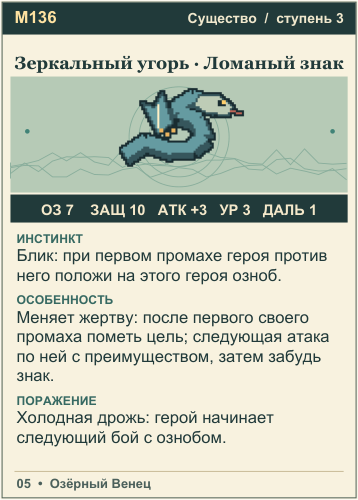 M136 Существо / ступень 3
Зеркальный угорь · Ломаный знак
ОЗ 7 ЗАЩ 10 АТК +3 УР 3 ДАЛЬ 1
ИНСТИНКТ
Блик: при первом промахе героя против
него положи на этого героя озноб.
ОСОБЕННОСТЬ
Меняет жертву: после первого своего
промаха пометь цель; следующая атака
по ней с преимуществом, затем забудь
знак.
ПОРАЖЕНИЕ
Холодная дрожь: герой начинает
следующий бой с ознобом.
05 • Озёрный Венец